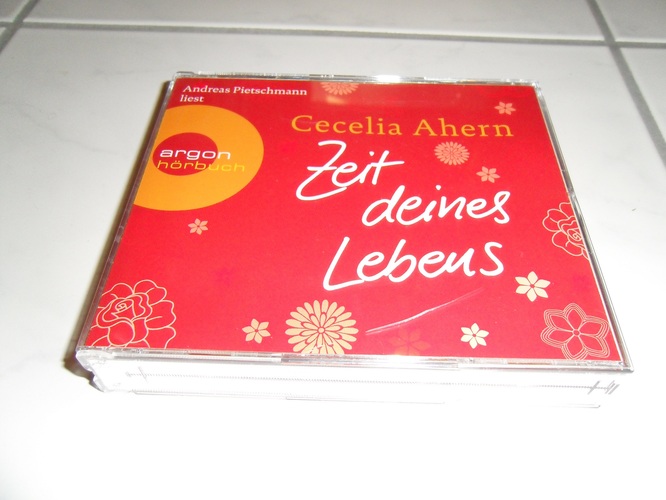 Andreas Pietschmann
liest
argon
hörbuch
Cecelia Ahern
Zeit
deines
Lebens